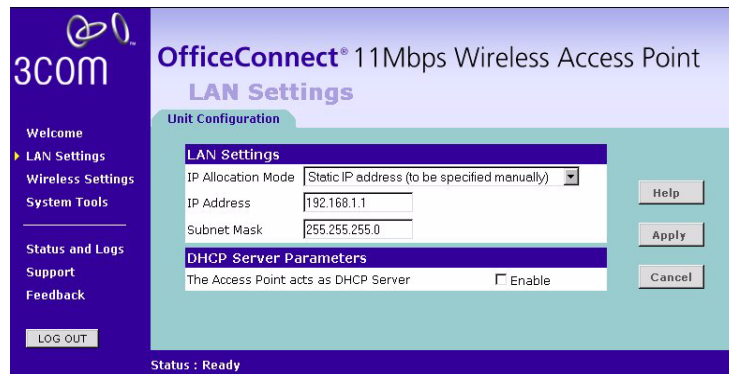 3COM
OfficeConnect® 11Mbps Wireless Access Point
LAN Settings
Unit Configuration
Welcome
LAN Settings
Wireless Settings
System Tools
Status and Logs
Support
Feedback
LOG OUT
LAN Settings
IP Allocation Mode Static IP address (to be specified manually)
IP Address 192.168.1.1
Subnet Mask 255.255.255.0
DHCP Server Parameters
The Access Point acts as DHCP Server Enable
Help
Apply
Cancel
Status : Ready